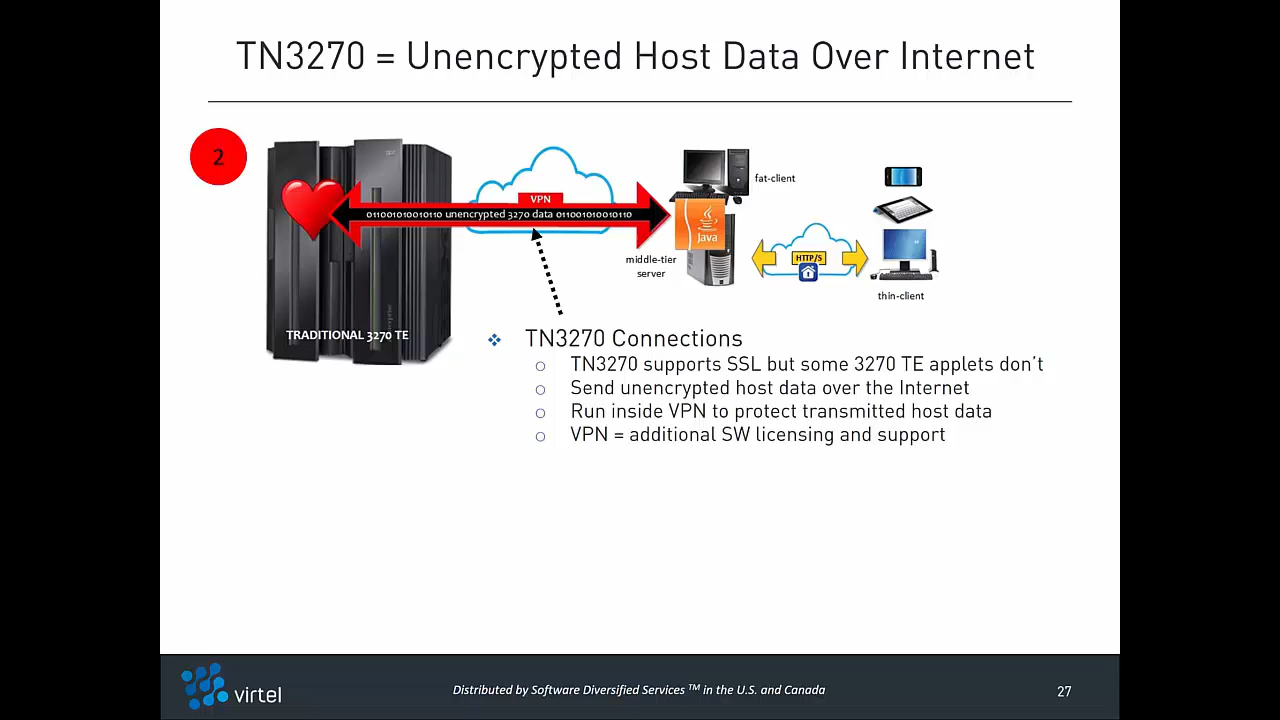 TN3270 = Unencrypted Host Data Over Internet
2
VPN
011001010010110 unencrypted 3270 data 011001010010110
fat-client
Java
middle-tier
server
HTTP/S
thin-client
TRADITIONAL 3270 TE
TN3270 Connections
TN3270 supports SSL but some 3270 TE applets don't
Send unencrypted host data over the Internet
Run inside VPN to protect transmitted host data
VPN = additional SW licensing and support
virtel
Distributed by Software Diversified Services TM in the U.S. and Canada
27